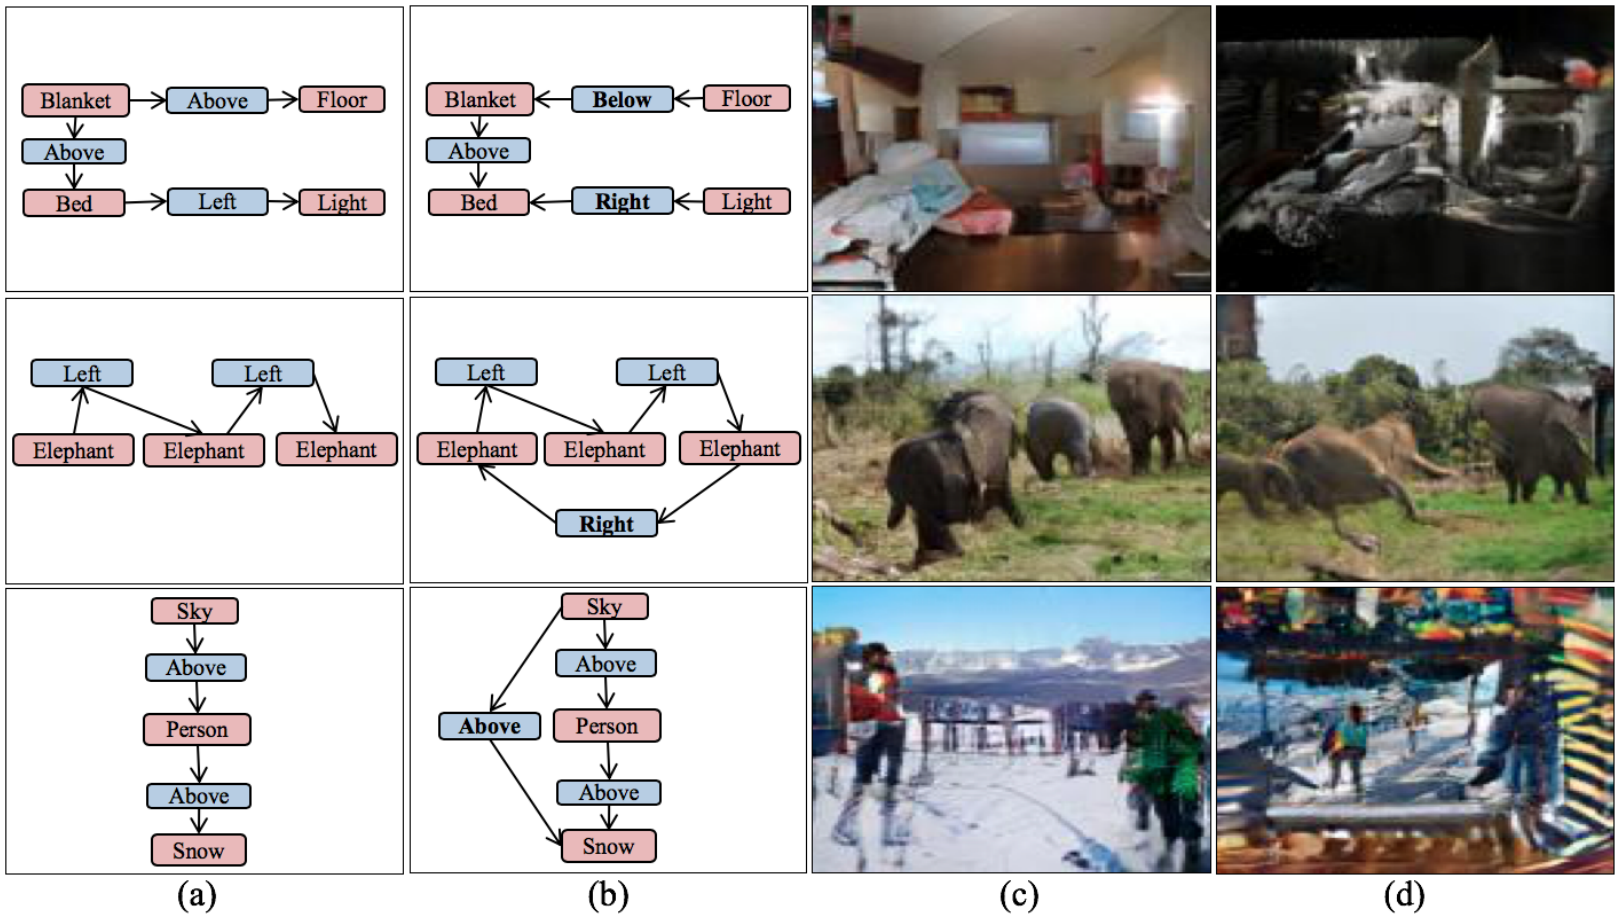 Blanket Above Floor
Above
Bed Left Light
Blanket Below Floor
Above
Bed Right Light
Left Left
Elephant Elephant Elephant
Left Left
Elephant Elephant Elephant
Right
Sky
Above
Person
Above
Snow
Sky
Above
Above Person
Above
Snow
(a) (b) (c) (d)